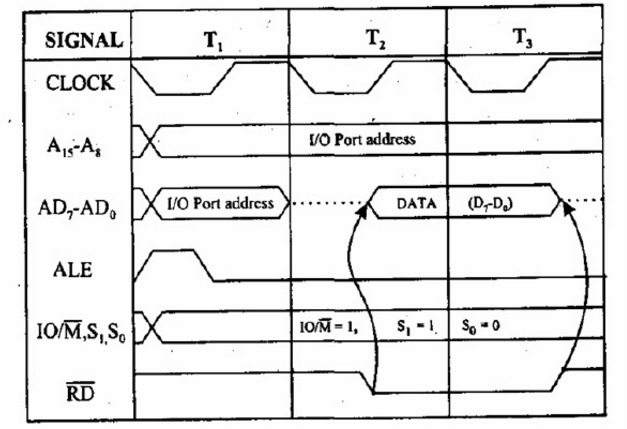 SIGNAL T₁ T₂ T₃
CLOCK
A₁₅-A₈ I/O Port address
AD₇-AD₀ I/O Port address DATA (D₇-D₀)
ALE
IO/M̅,S₁,S₀ IO/M̅ = 1, S₁ = 1, S₀ = 0
R̅D̅